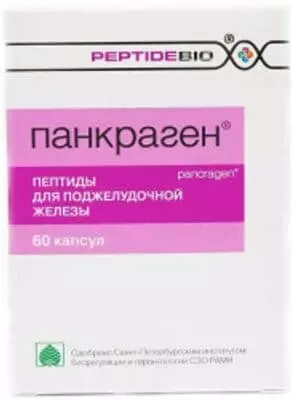 PEPTIDEBIO
ПАНКРАГЕН®
pancragen®
ПЕПТИДЫ
ДЛЯ ПОДЖЕЛУДОЧНОЙ
ЖЕЛЕЗЫ
60 капсул
Одобрено Санкт-Петербургским институтом
биорегуляции и геронтологии СЗО РАМН